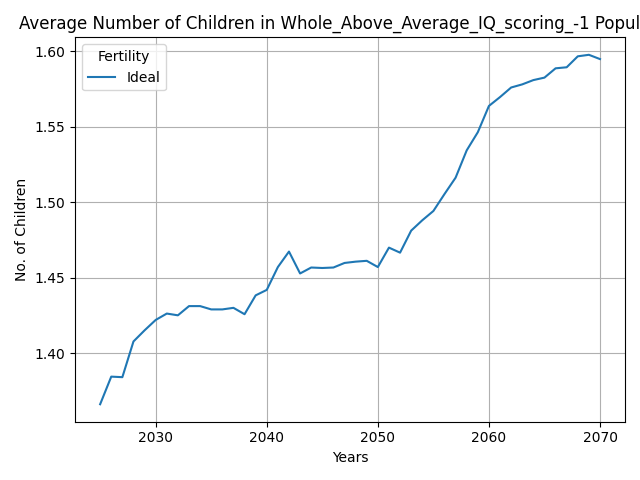 Average Number of Children in Whole_Above_Average_IQ_scoring_-1 Popul
Fertility
Ideal
No. of Children
1.60
1.55
1.50
1.45
1.40
2030 2040 2050 2060 2070
Years